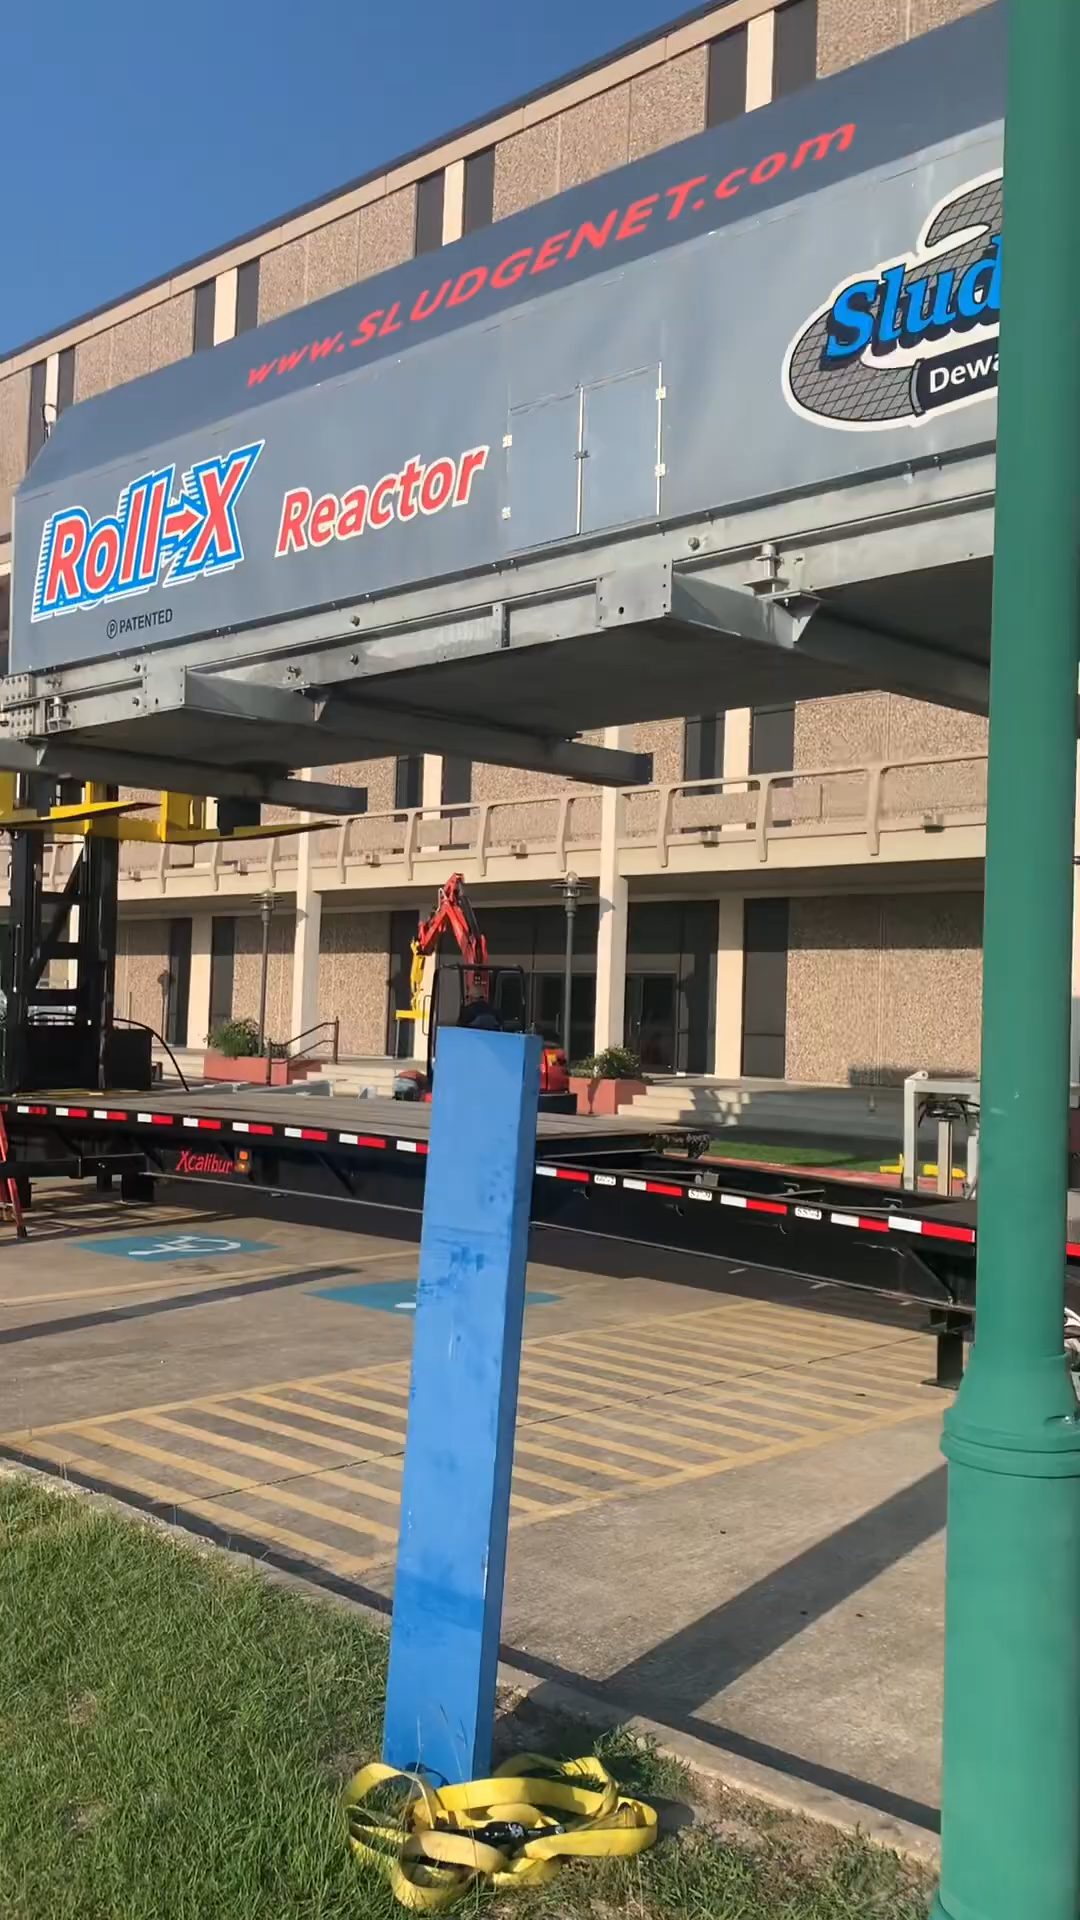 www.SLUDGENET.com
Slud
Dewa
Roll-X Reactor
Ⓟ PATENTED
Xcalibur